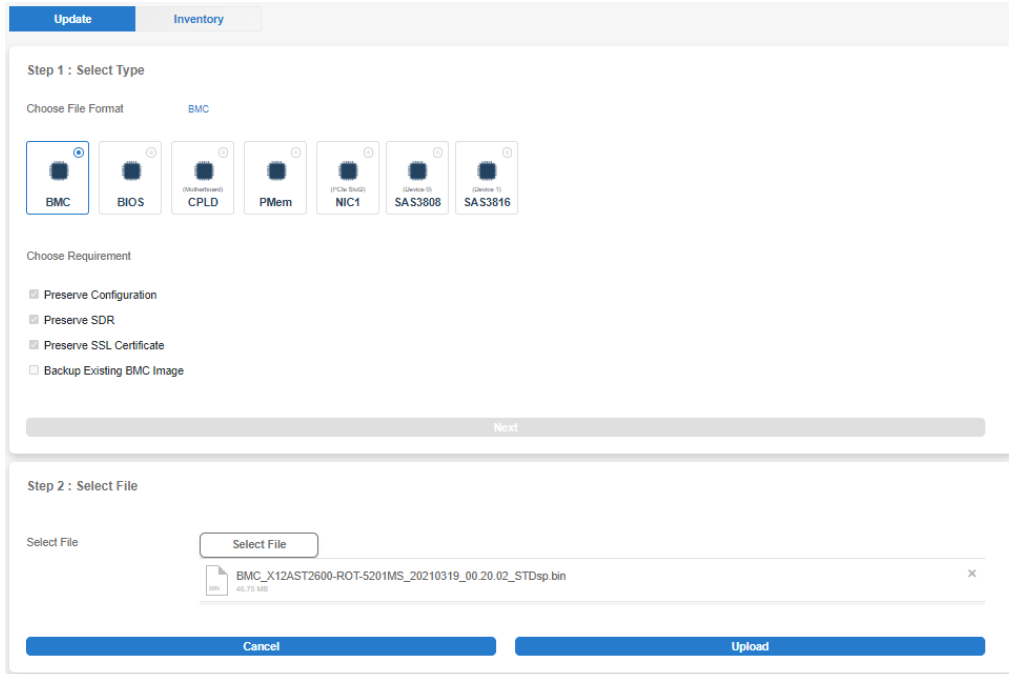 Update Inventory
Step 1 : Select Type
Choose File Format BMC
(Motherboard) (PCIe Slot2) (Device 0) (Device 1)
BMC BIOS CPLD PMem NIC1 SAS3808 SAS3816
Choose Requirement
Preserve Configuration
Preserve SDR
Preserve SSL Certificate
Backup Existing BMC Image
Next
Step 2 : Select File
Select File Select File
BMC_X12AST2600-ROT-5201MS_20210319_00.20.02_STDsp.bin
BIN 46.75 MB
Cancel Upload